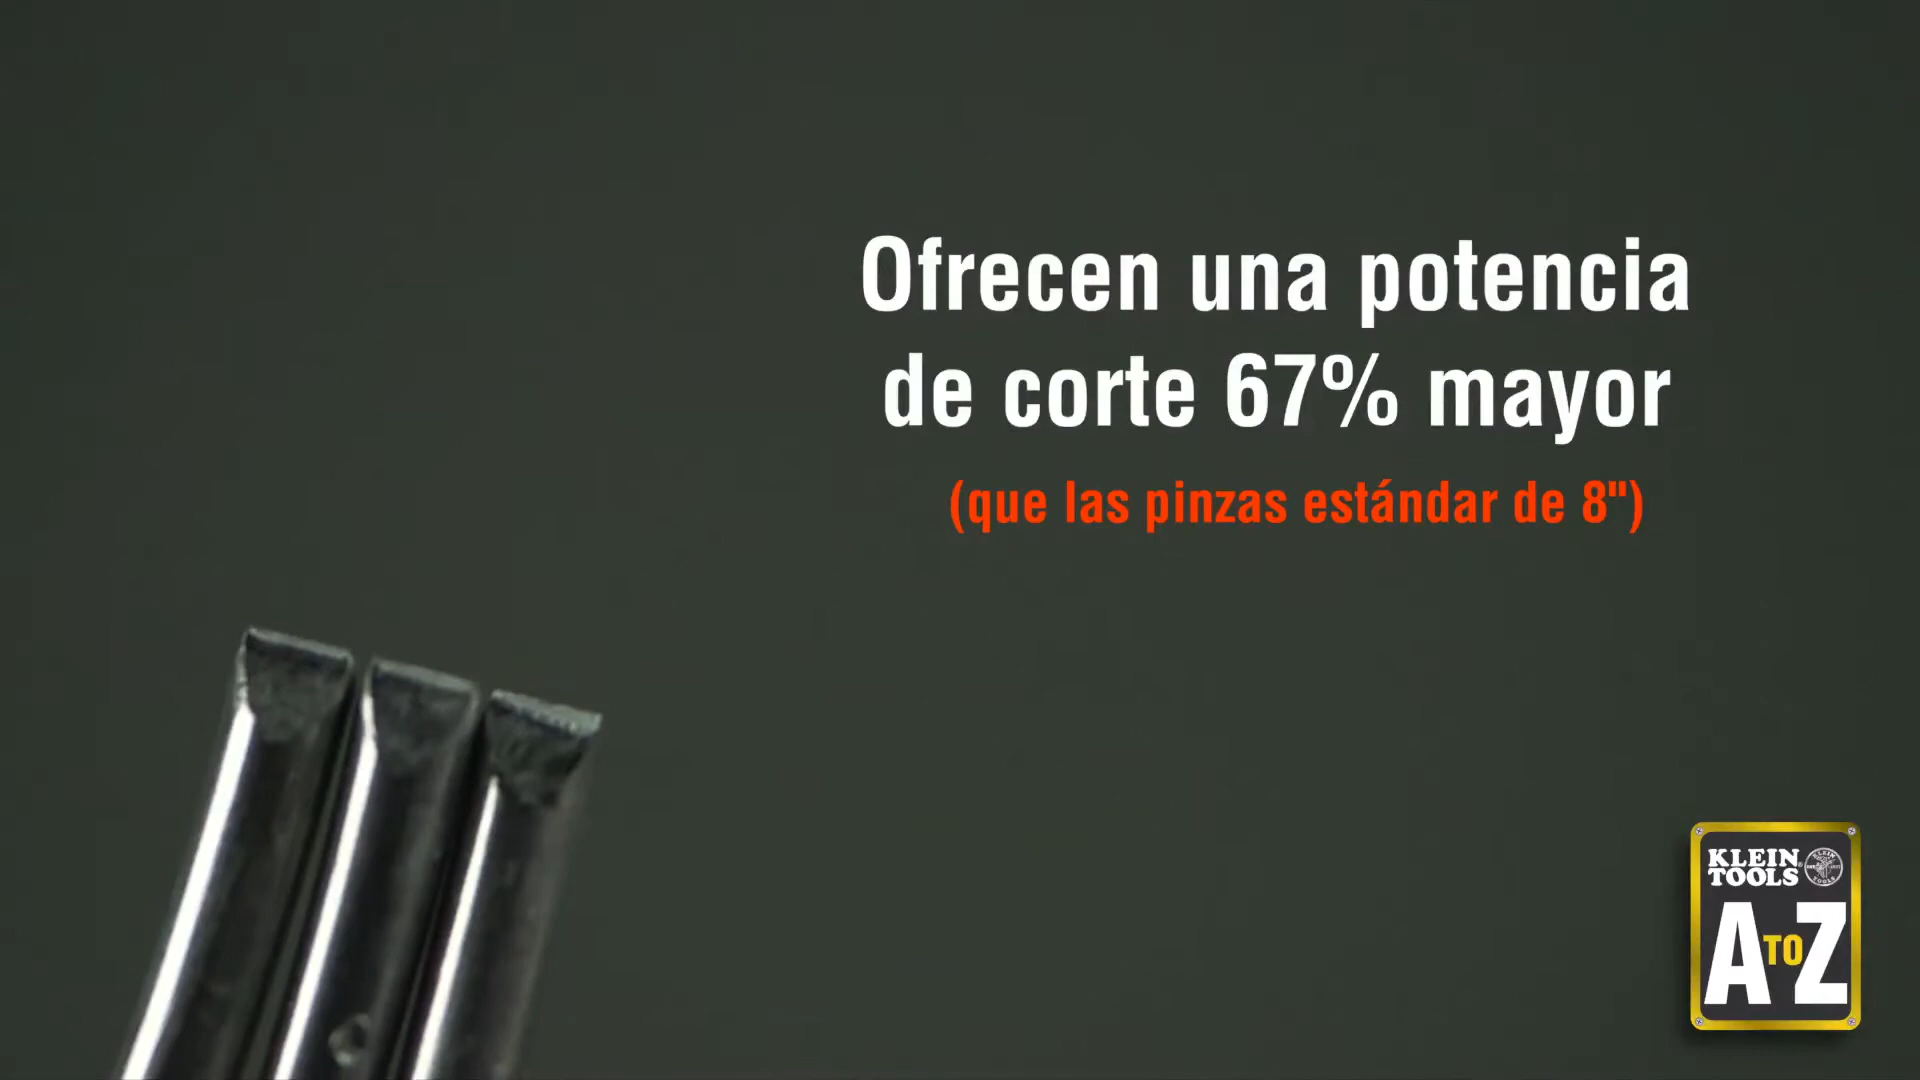 Ofrecen una potencia
de corte 67% mayor
(que las pinzas estándar de 8")
KLEIN
TOOLS
A TO Z